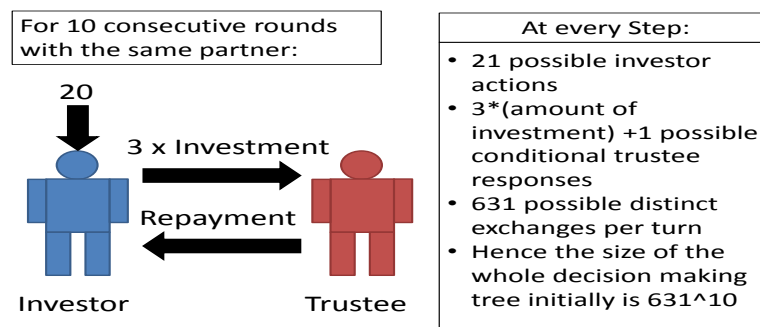 For 10 consecutive rounds
with the same partner:
20
3 x Investment
Repayment
Investor
Trustee
At every Step:
• 21 possible investor
actions
• 3*(amount of
investment) +1 possible
conditional trustee
responses
• 631 possible distinct
exchanges per turn
• Hence the size of the
whole decision making
tree initially is 631^10